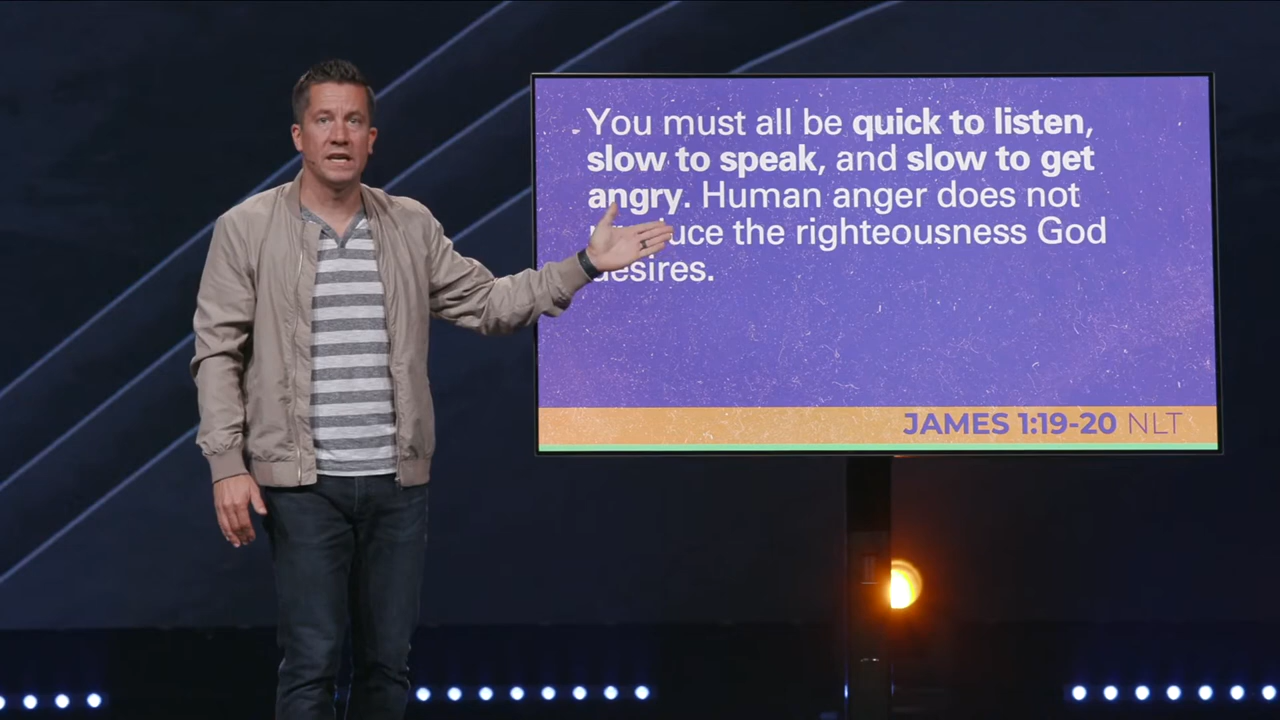 You must all be quick to listen,
slow to speak, and slow to get
angry. Human anger does not
the righteousness God
desires.
JAMES 1:19-20 NLT